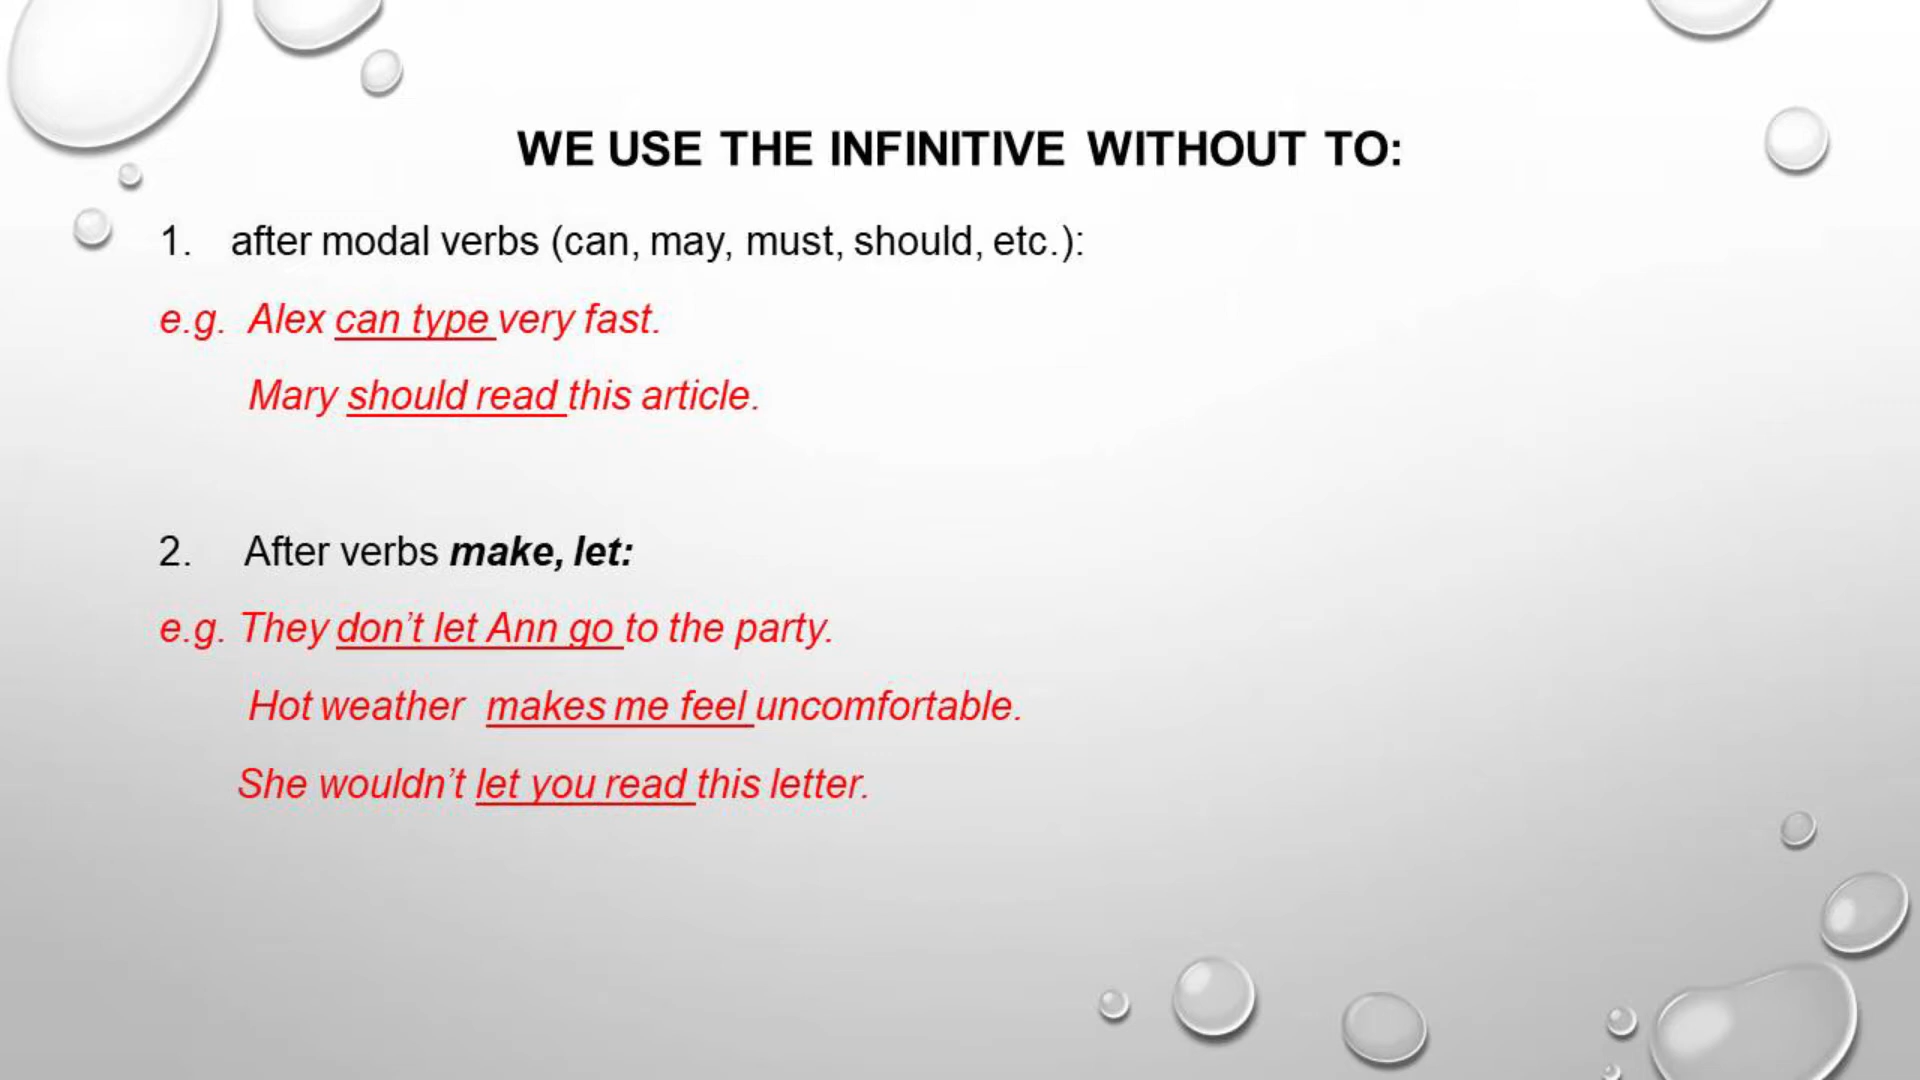 WE USE THE INFINITIVE WITHOUT TO:
1. after modal verbs (can, may, must, should, etc.):
e.g. Alex can type very fast.
Mary should read this article.
2. After verbs make, let:
e.g. They don’t let Ann go to the party.
Hot weather makes me feel uncomfortable.
She wouldn’t let you read this letter.